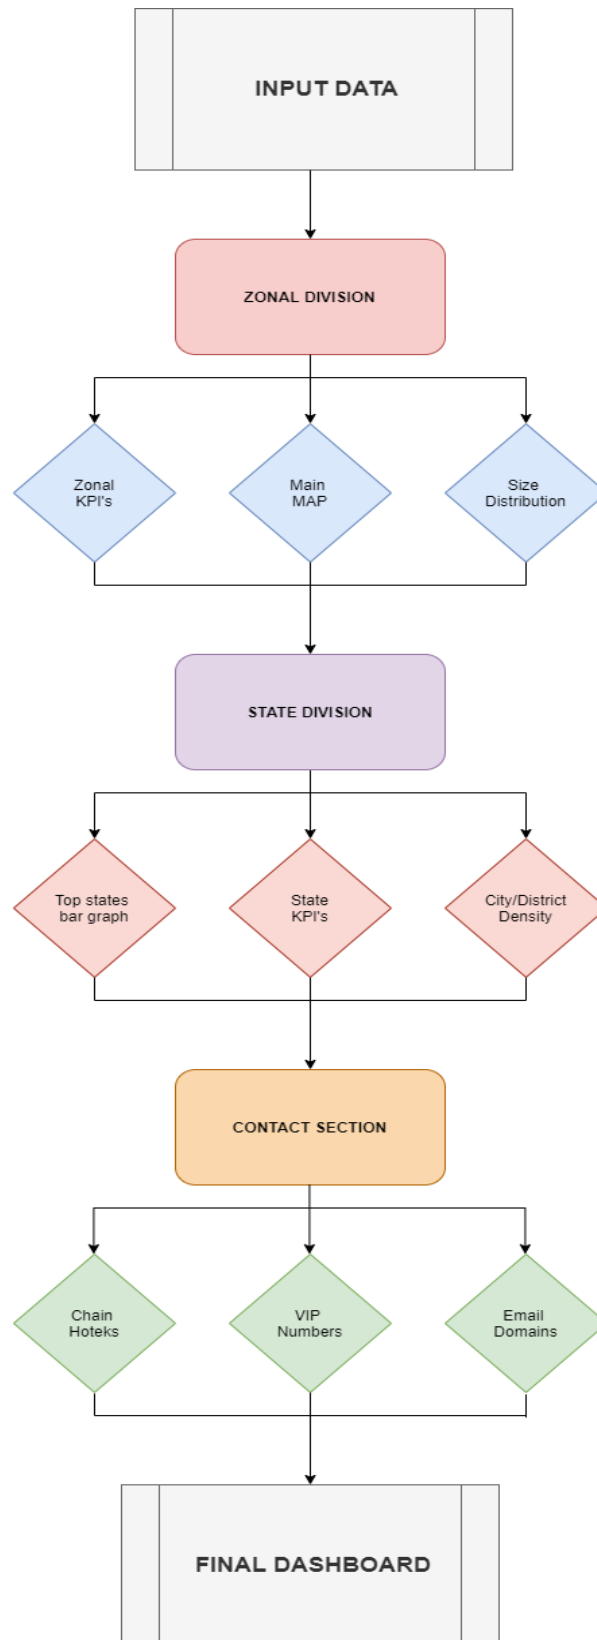 INPUT DATA
ZONAL DIVISION
Zonal
KPI's
Main
MAP
Size
Distribution
STATE DIVISION
Top states
bar graph
State
KPI's
City/District
Density
CONTACT SECTION
Chain
Hoteks
VIP
Numbers
Email
Domains
FINAL DASHBOARD